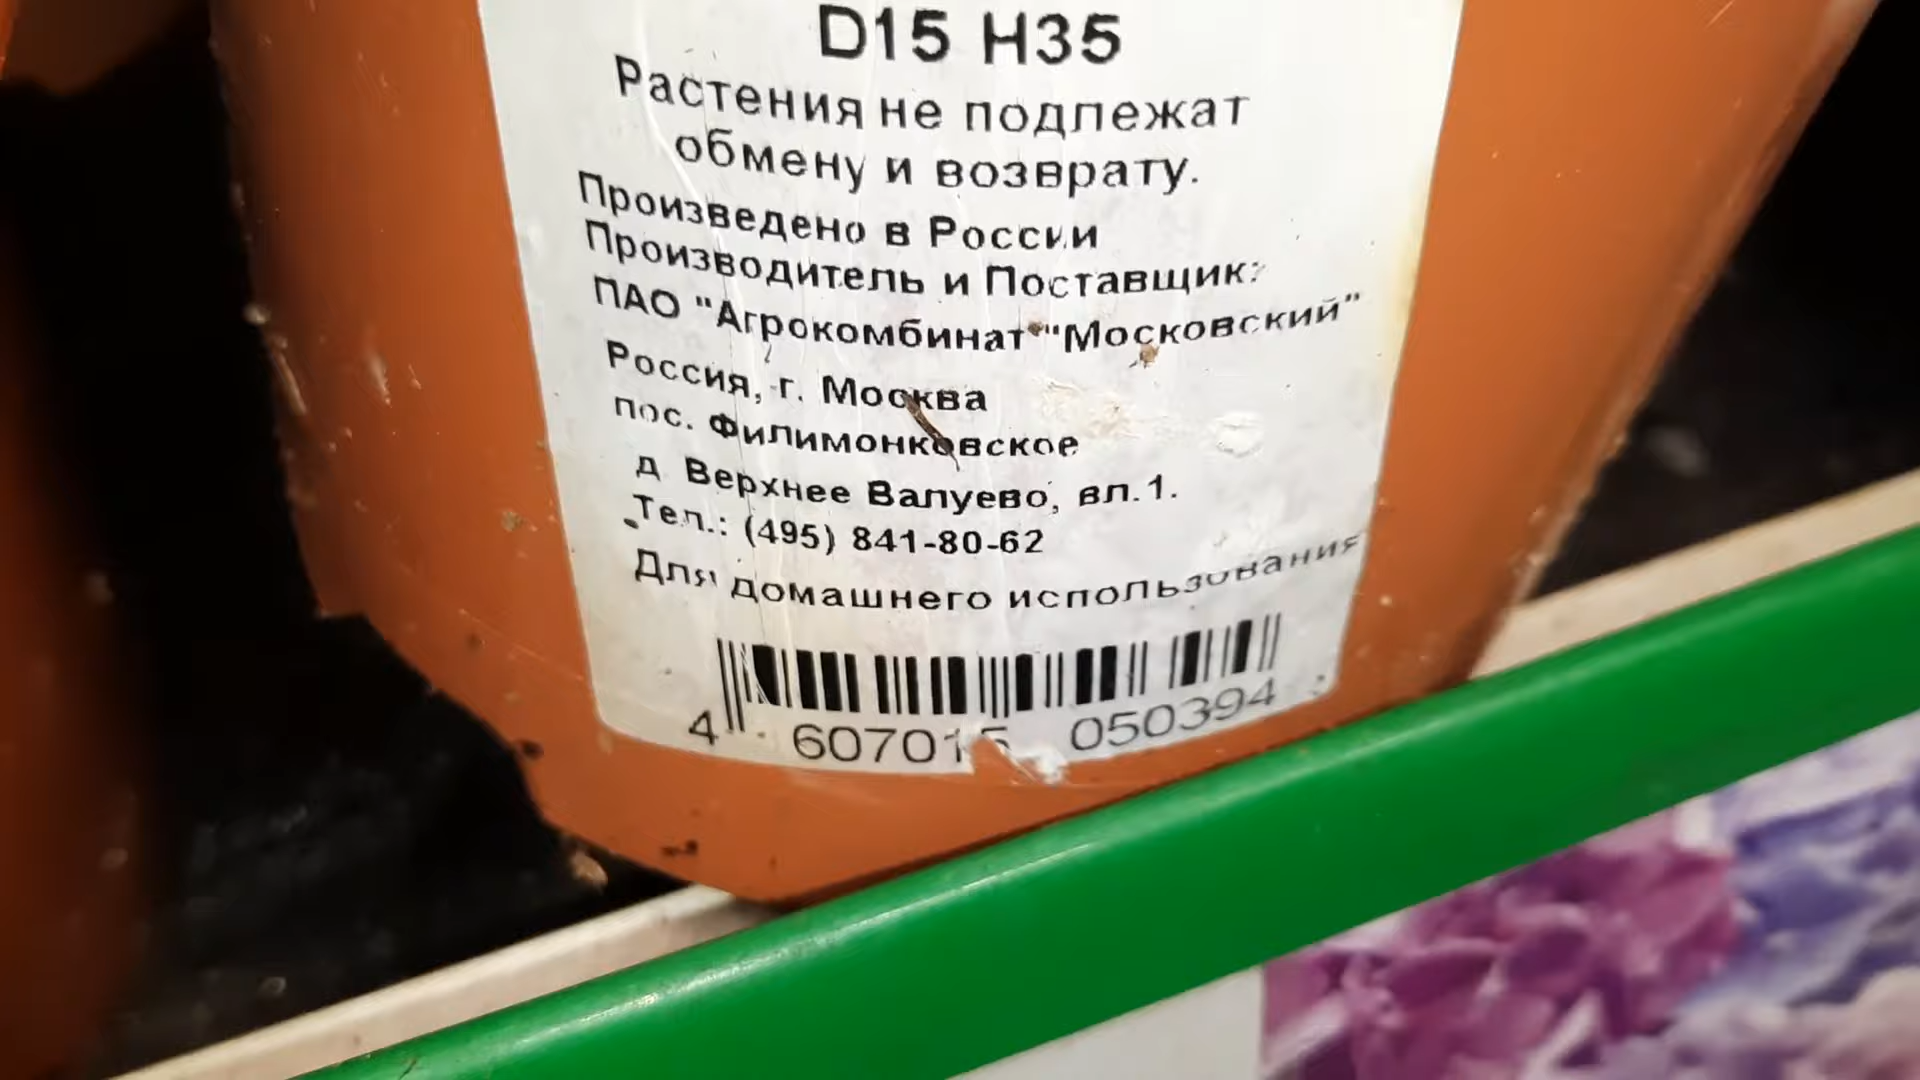 D15 H35
Растения не подлежат
обмену и возврату.
Произведено в России
Производитель и Поставщик:
ПАО "Агрокомбинат "Московский"
Россия, г. Москва
пос. Филимонковское
д. Верхнее Валуево, вл.1.
Тел.: (495) 841-80-62
Для домашнего использования
4 607015 050394